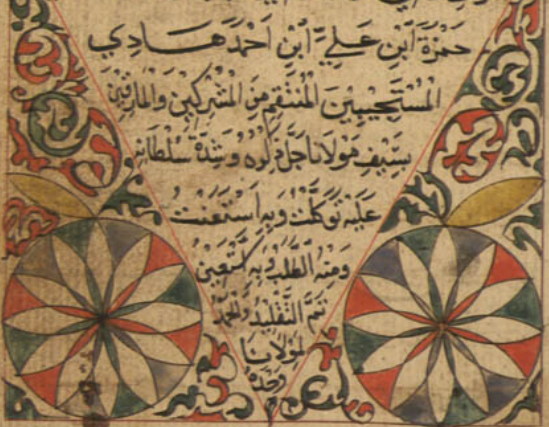 حمزة ابن علي ابن احمد هادي
المستجيبين المنتقم من المشركين والمارقين
بسيف مولانا جل ذكره وشدة سلطانه
عليه توكلت وبه استعنت
ومنه الطلب وبه
تم التقليد والحمد
لمولانا
وحده